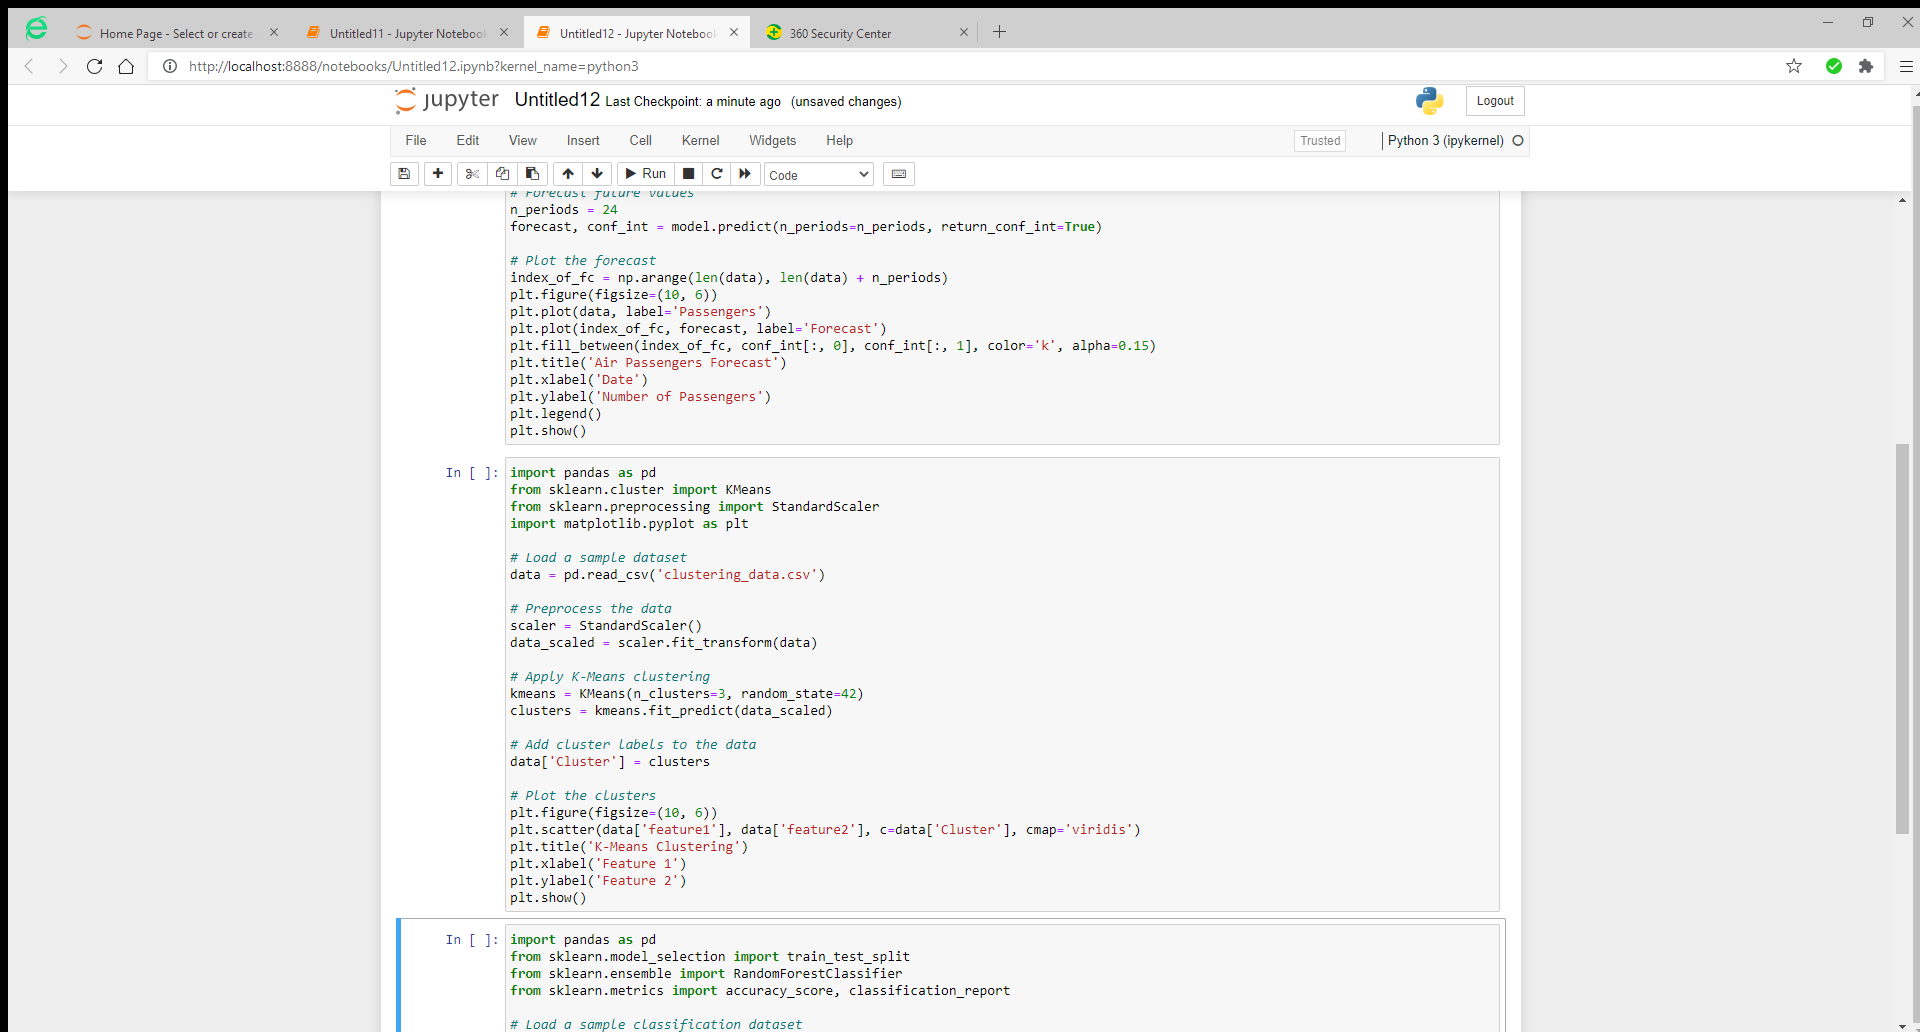 Home Page - Select or create
Untitled11 - Jupyter Notebook
Untitled12 - Jupyter Notebook
360 Security Center
http://localhost:8888/notebooks/Untitled12.ipynb?kernel_name=python3
jupyter Untitled12 Last Checkpoint: a minute ago (unsaved changes)
Logout
File Edit View Insert Cell Kernel Widgets Help
Trusted
Python 3 (ipykernel)
Run
Code
# Forecast future values
n_periods = 24
forecast, conf_int = model.predict(n_periods=n_periods, return_conf_int=True)
# Plot the forecast
index_of_fc = np.arange(len(data), len(data) + n_periods)
plt.figure(figsize=(10, 6))
plt.plot(data, label='Passengers')
plt.plot(index_of_fc, forecast, label='Forecast')
plt.fill_between(index_of_fc, conf_int[:, 0], conf_int[:, 1], color='k', alpha=0.15)
plt.title('Air Passengers Forecast')
plt.xlabel('Date')
plt.ylabel('Number of Passengers')
plt.legend()
plt.show()
In [ ]: import pandas as pd
from sklearn.cluster import KMeans
from sklearn.preprocessing import StandardScaler
import matplotlib.pyplot as plt
# Load a sample dataset
data = pd.read_csv('clustering_data.csv')
# Preprocess the data
scaler = StandardScaler()
data_scaled = scaler.fit_transform(data)
# Apply K-Means clustering
kmeans = KMeans(n_clusters=3, random_state=42)
clusters = kmeans.fit_predict(data_scaled)
# Add cluster labels to the data
data['Cluster'] = clusters
# Plot the clusters
plt.figure(figsize=(10, 6))
plt.scatter(data['feature1'], data['feature2'], c=data['Cluster'], cmap='viridis')
plt.title('K-Means Clustering')
plt.xlabel('Feature 1')
plt.ylabel('Feature 2')
plt.show()
In [ ]: import pandas as pd
from sklearn.model_selection import train_test_split
from sklearn.ensemble import RandomForestClassifier
from sklearn.metrics import accuracy_score, classification_report
# Load a sample classification dataset